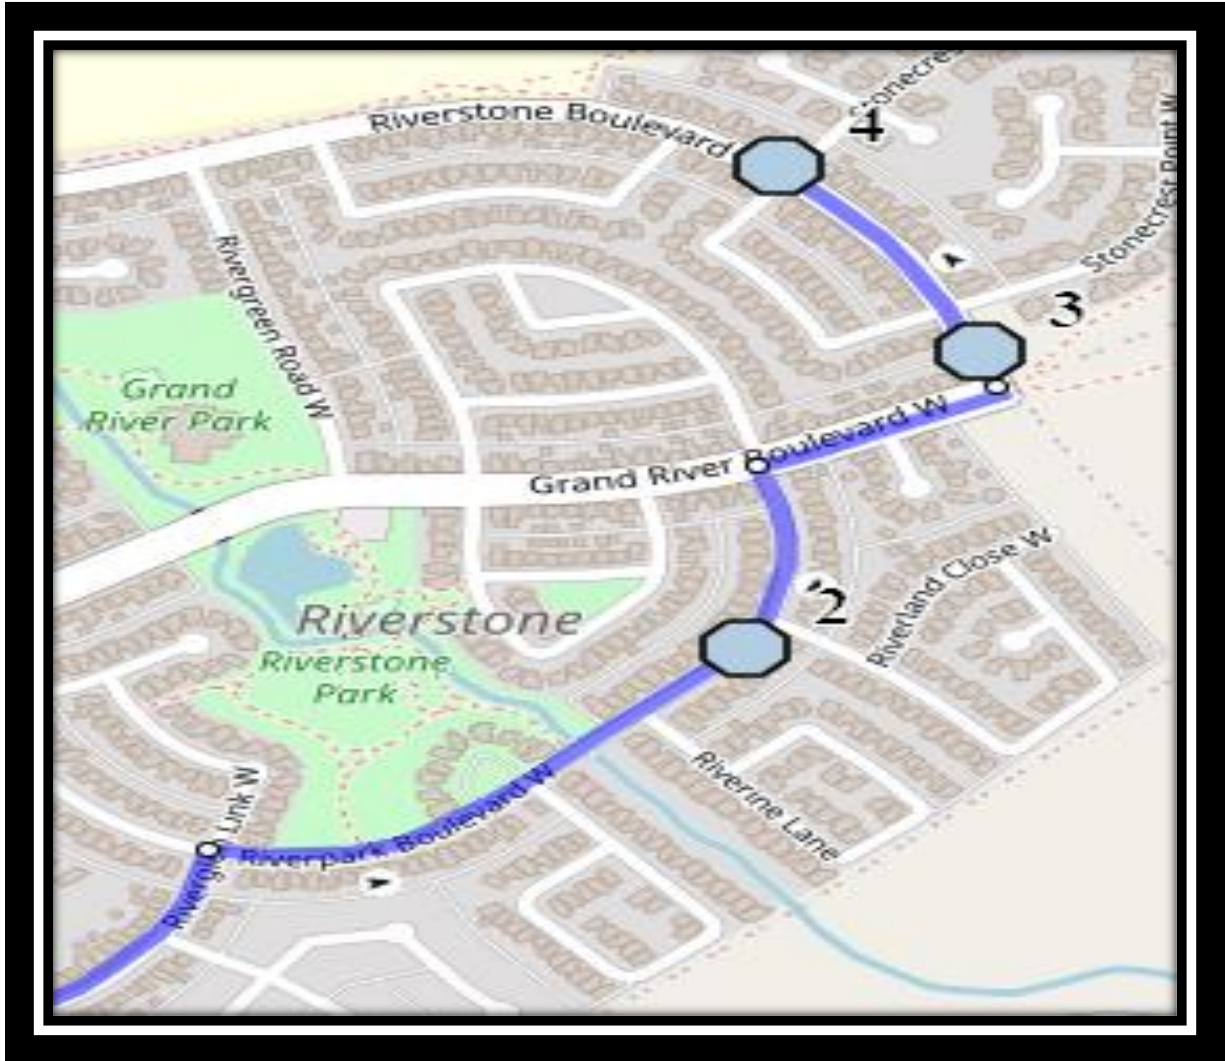 Stonecres
4
Riverstone Boulevard
Stonecrest Point W
3
Rivergreen Road W
Grand
River Park
Grand River Boulevard W
2
Riverland Close W
Riverstone
Riverstone
Park
Riverine Lane
Link W
Riverpark Boulevard W